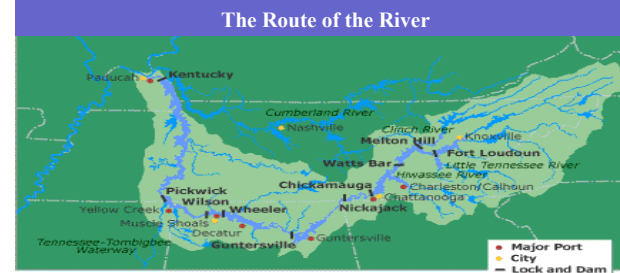 The Route of the River
Paducah
Kentucky
Cumberland River
Nashville
Clinch River
Knoxville
Melton Hill
Fort Loudoun
Watts Bar
Little Tennessee River
Hiwassee River
Chickamauga
Charleston/Calhoun
Pickwick
Chattanooga
Wilson
Nickajack
Yellow Creek
Wheeler
Muscle Shoals
Decatur
Guntersville
Tennessee-Tombigbee
Waterway
Guntersville
Major Port
City
Lock and Dam